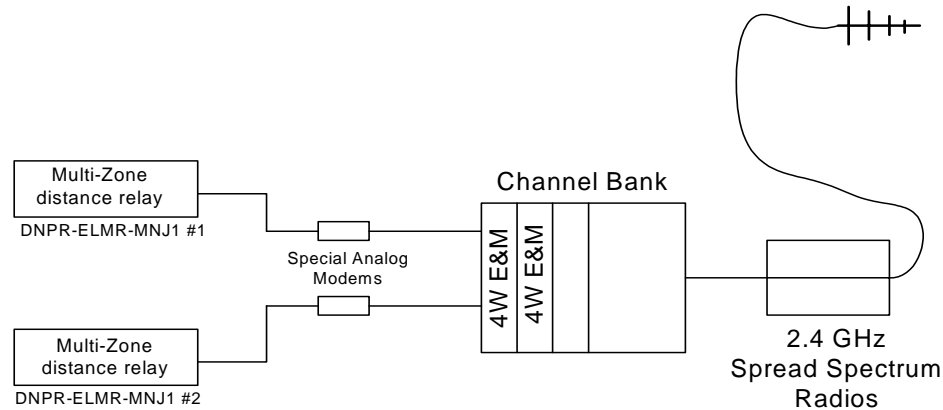 Multi-Zone
distance relay
DNPR-ELMR-MNJ1 #1
Special Analog
Modems
Multi-Zone
distance relay
DNPR-ELMR-MNJ1 #2
Channel Bank
4W E&M
4W E&M
2.4 GHz
Spread Spectrum
Radios